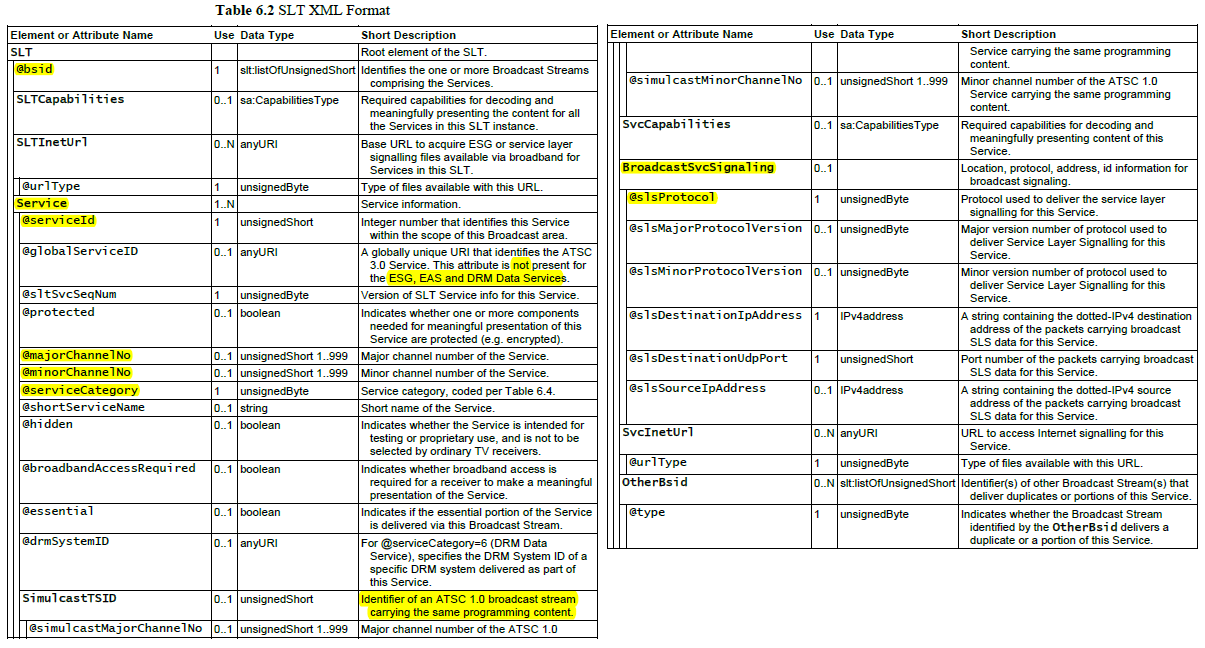 Table 6.2 SLT XML Format
Element or Attribute Name Use Data Type Short Description
SLT Root element of the SLT.
@bsid 1 slt:listOfUnsignedShort Identifies the one or more Broadcast Streams
comprising the Services.
SLTCapabilities 0..1 sa:CapabilitiesType Required capabilities for decoding and
meaningfully presenting the content for all
the Services in this SLT instance.
SLTInetUrl 0..N anyURI Base URL to acquire ESG or service layer
signalling files available via broadband for
Services in this SLT.
@urlType 1 unsignedByte Type of files available with this URL.
Service 1..N Service information.
@serviceId 1 unsignedShort Integer number that identifies this Service
within the scope of this Broadcast area.
@globalServiceID 0..1 anyURI A globally unique URI that identifies the ATSC
3.0 Service. This attribute is not present for
the ESG, EAS and DRM Data Services.
@sltSvcSeqNum 1 unsignedByte Version of SLT Service info for this Service.
@protected 0..1 boolean Indicates whether one or more components
needed for meaningful presentation of this
Service are protected (e.g. encrypted).
@majorChannelNo 0..1 unsignedShort 1..999 Major channel number of the Service.
@minorChannelNo 0..1 unsignedShort 1..999 Minor channel number of the Service.
@serviceCategory 1 unsignedByte Service category, coded per Table 6.4.
@shortServiceName 0..1 string Short name of the Service.
@hidden 0..1 boolean Indicates whether the Service is intended for
testing or proprietary use, and is not to be
selected by ordinary TV receivers.
@broadbandAccessRequired 0..1 boolean Indicates whether broadband access is
required for a receiver to make a meaningful
presentation of the Service.
@essential 0..1 boolean Indicates if the essential portion of the Service
is delivered via this Broadcast Stream.
@drmSystemID 0..1 anyURI For @serviceCategory=6 (DRM Data
Service), specifies the DRM System ID of a
specific DRM system delivered as part of
this Service.
SimulcastTSID 0..1 unsignedShort Identifier of an ATSC 1.0 broadcast stream
carrying the same programming content.
@simulcastMajorChannelNo 0..1 unsignedShort 1..999 Major channel number of the ATSC 1.0
Element or Attribute Name Use Data Type Short Description
Service carrying the same programming
content.
@simulcastMinorChannelNo 0..1 unsignedShort 1..999 Minor channel number of the ATSC 1.0
Service carrying the same programming
content.
SvcCapabilities 0..1 sa:CapabilitiesType Required capabilities for decoding and
meaningfully presenting content of this
Service.
BroadcastSvcSignaling 0..1 Location, protocol, address, id information for
broadcast signaling.
@slsProtocol 1 unsignedByte Protocol used to deliver the service layer
signalling for this Service.
@slsMajorProtocolVersion 0..1 unsignedByte Major version number of protocol used to
deliver Service Layer Signalling for this
Service.
@slsMinorProtocolVersion 0..1 unsignedByte Minor version number of protocol used to
deliver Service Layer Signalling for this
Service.
@slsDestinationIpAddress 1 IPv4address A string containing the dotted-IPv4 destination
address of the packets carrying broadcast
SLS data for this Service.
@slsDestinationUdpPort 1 unsignedShort Port number of the packets carrying broadcast
SLS data for this Service.
@slsSourceIpAddress 0..1 IPv4address A string containing the dotted-IPv4 source
address of the packets carrying broadcast
SLS data for this Service.
SvcInetUrl 0..N anyURI URL to access Internet signalling for this
Service.
@urlType 1 unsignedByte Type of files available with this URL.
OtherBsid 0..N slt:listOfUnsignedShort Identifier(s) of other Broadcast Stream(s) that
deliver duplicates or portions of this Service.
@type 1 unsignedByte Indicates whether the Broadcast Stream
identified by the OtherBsid delivers a
duplicate or a portion of this Service.